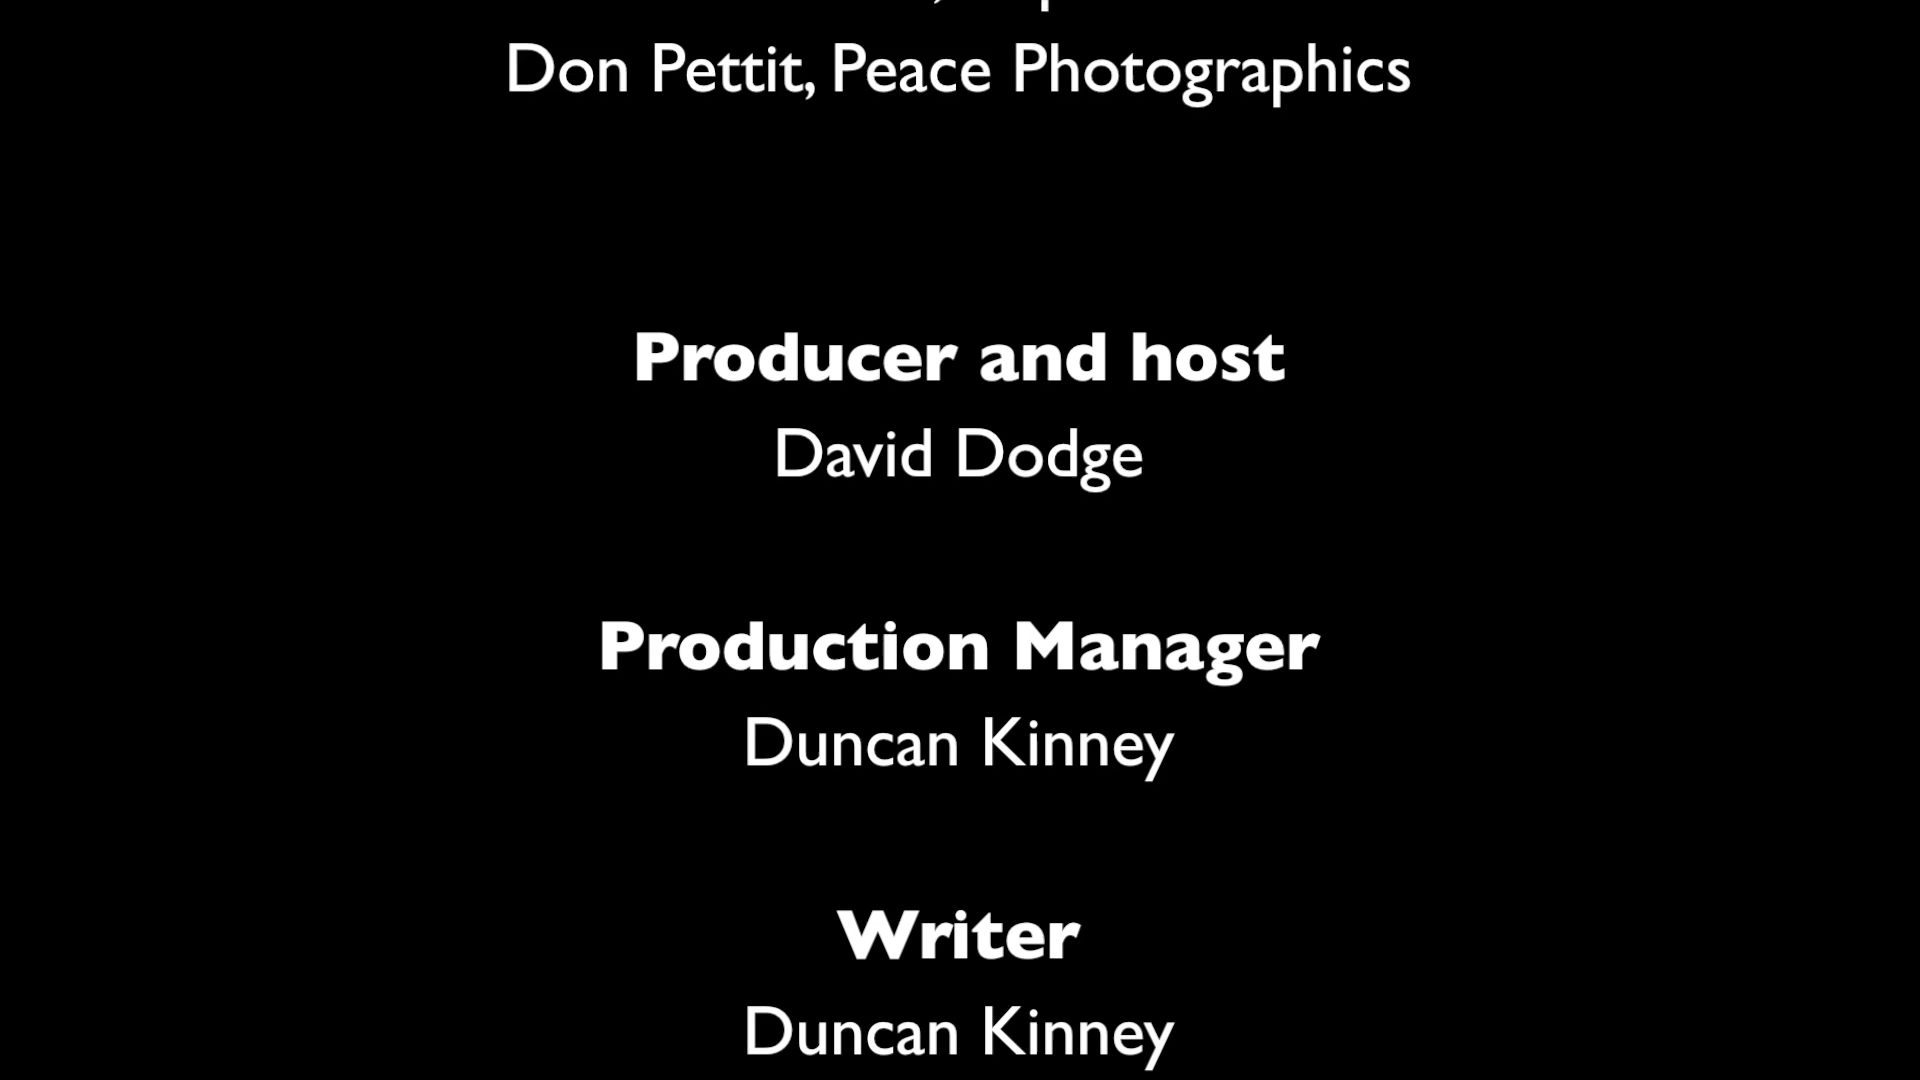 Don Pettit, Peace Photographics
Producer and host
David Dodge
Production Manager
Duncan Kinney
Writer
Duncan Kinney